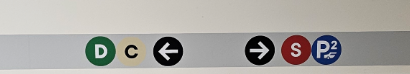 D C ← → S P2